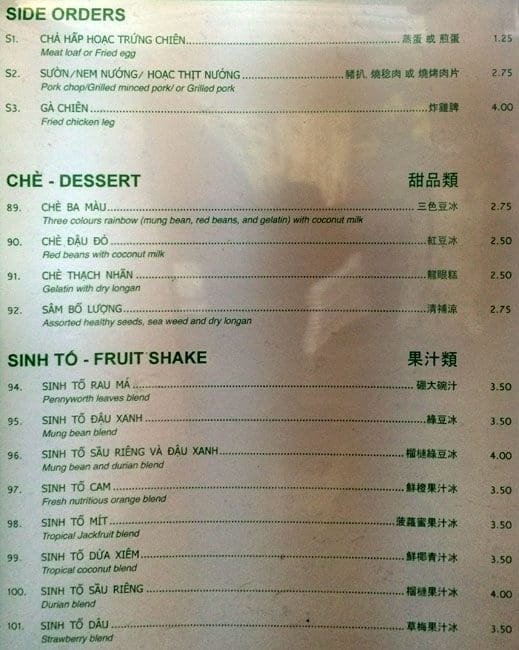 SIDE ORDERS
S1. CHẢ HẤP HOẠC TRỨNG CHIÊN 蒸蛋 或 煎蛋 1.25
Meat loaf or Fried egg
S2. SƯỜN/NEM NƯỚNG/ HOẠC THỊT NƯỚNG 豬扒, 燒稔肉 或 燒烤肉片 2.75
Pork chop/Grilled minced pork/ or Grilled pork
S3. GÀ CHIÊN 炸雞脾 4.00
Fried chicken leg
CHÈ - DESSERT 甜品類
89. CHÈ BA MÀU 三色豆冰 2.75
Three colours rainbow (mung bean, red beans, and gelatin) with coconut milk
90. CHÈ ĐẬU ĐỎ 紅豆冰 2.50
Red beans with coconut milk
91. CHÈ THẠCH NHÃN 龍眼糕 2.50
Gelatin with dry longan
92. SÂM BỔ LƯỢNG 清補涼 2.75
Assorted healthy seeds, sea weed and dry longan
SINH TỐ - FRUIT SHAKE 果汁類
94. SINH TỐ RAU MÁ 硼大碗汁 3.50
Pennyworth leaves blend
95. SINH TỐ ĐẬU XANH 綠豆冰 3.50
Mung bean blend
96. SINH TỐ SẦU RIÊNG VÀ ĐẬU XANH 榴槤綠豆冰 4.00
Mung bean and durian blend
97. SINH TỐ CAM 鮮橙果汁冰 3.50
Fresh nutritious orange blend
98. SINH TỐ MÍT 菠蘿蜜果汁冰 3.50
Tropical Jackfruit blend
99. SINH TỐ DỪA XIÊM 鮮椰青汁冰 3.50
Tropical coconut blend
100. SINH TỐ SẦU RIÊNG 榴槤果汁冰 4.00
Durian blend
101. SINH TỐ DÂU 草梅果汁冰 3.50
Strawberry blend